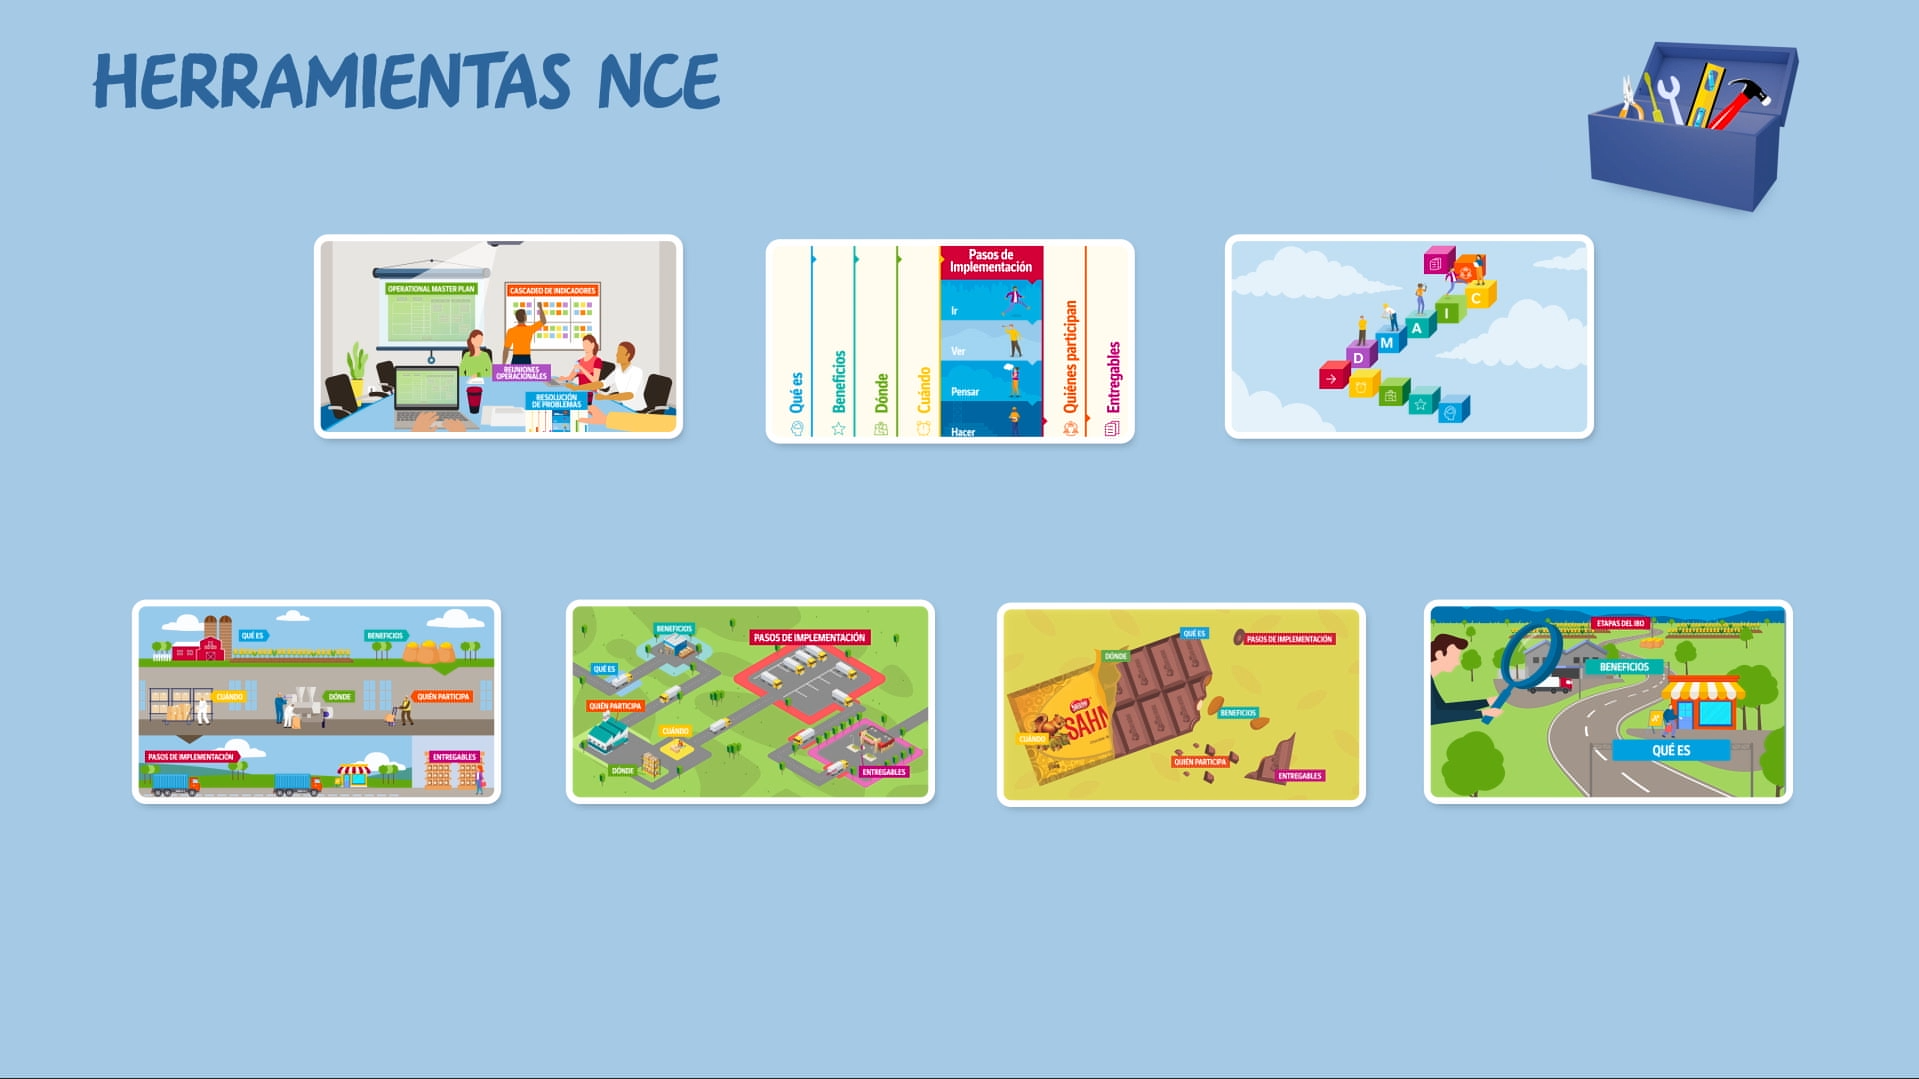 HERRAMIENTAS NCE
OPERATIONAL MASTER PLAN
CASCADEO DE INDICADORES
REUNIONES
OPERACIONALES
RESOLUCIÓN
DE PROBLEMAS
Qué es
Beneficios
Dónde
Cuándo
Pasos de
Implementación
Ir
Ver
Pensar
Hacer
Quiénes participan
Entregables
D
M
A
I
C
QUÉ ES
BENEFICIOS
CUÁNDO
DÓNDE
QUIÉN PARTICIPA
PASOS DE IMPLEMENTACIÓN
ENTREGABLES
BENEFICIOS
PASOS DE IMPLEMENTACIÓN
QUÉ ES
QUIÉN PARTICIPA
CUÁNDO
DÓNDE
ENTREGABLES
QUÉ ES
PASOS DE IMPLEMENTACIÓN
DÓNDE
Nestlé
SAHN
BENEFICIOS
CUÁNDO
QUIÉN PARTICIPA
ENTREGABLES
ETAPAS DEL IBO
BENEFICIOS
QUÉ ES